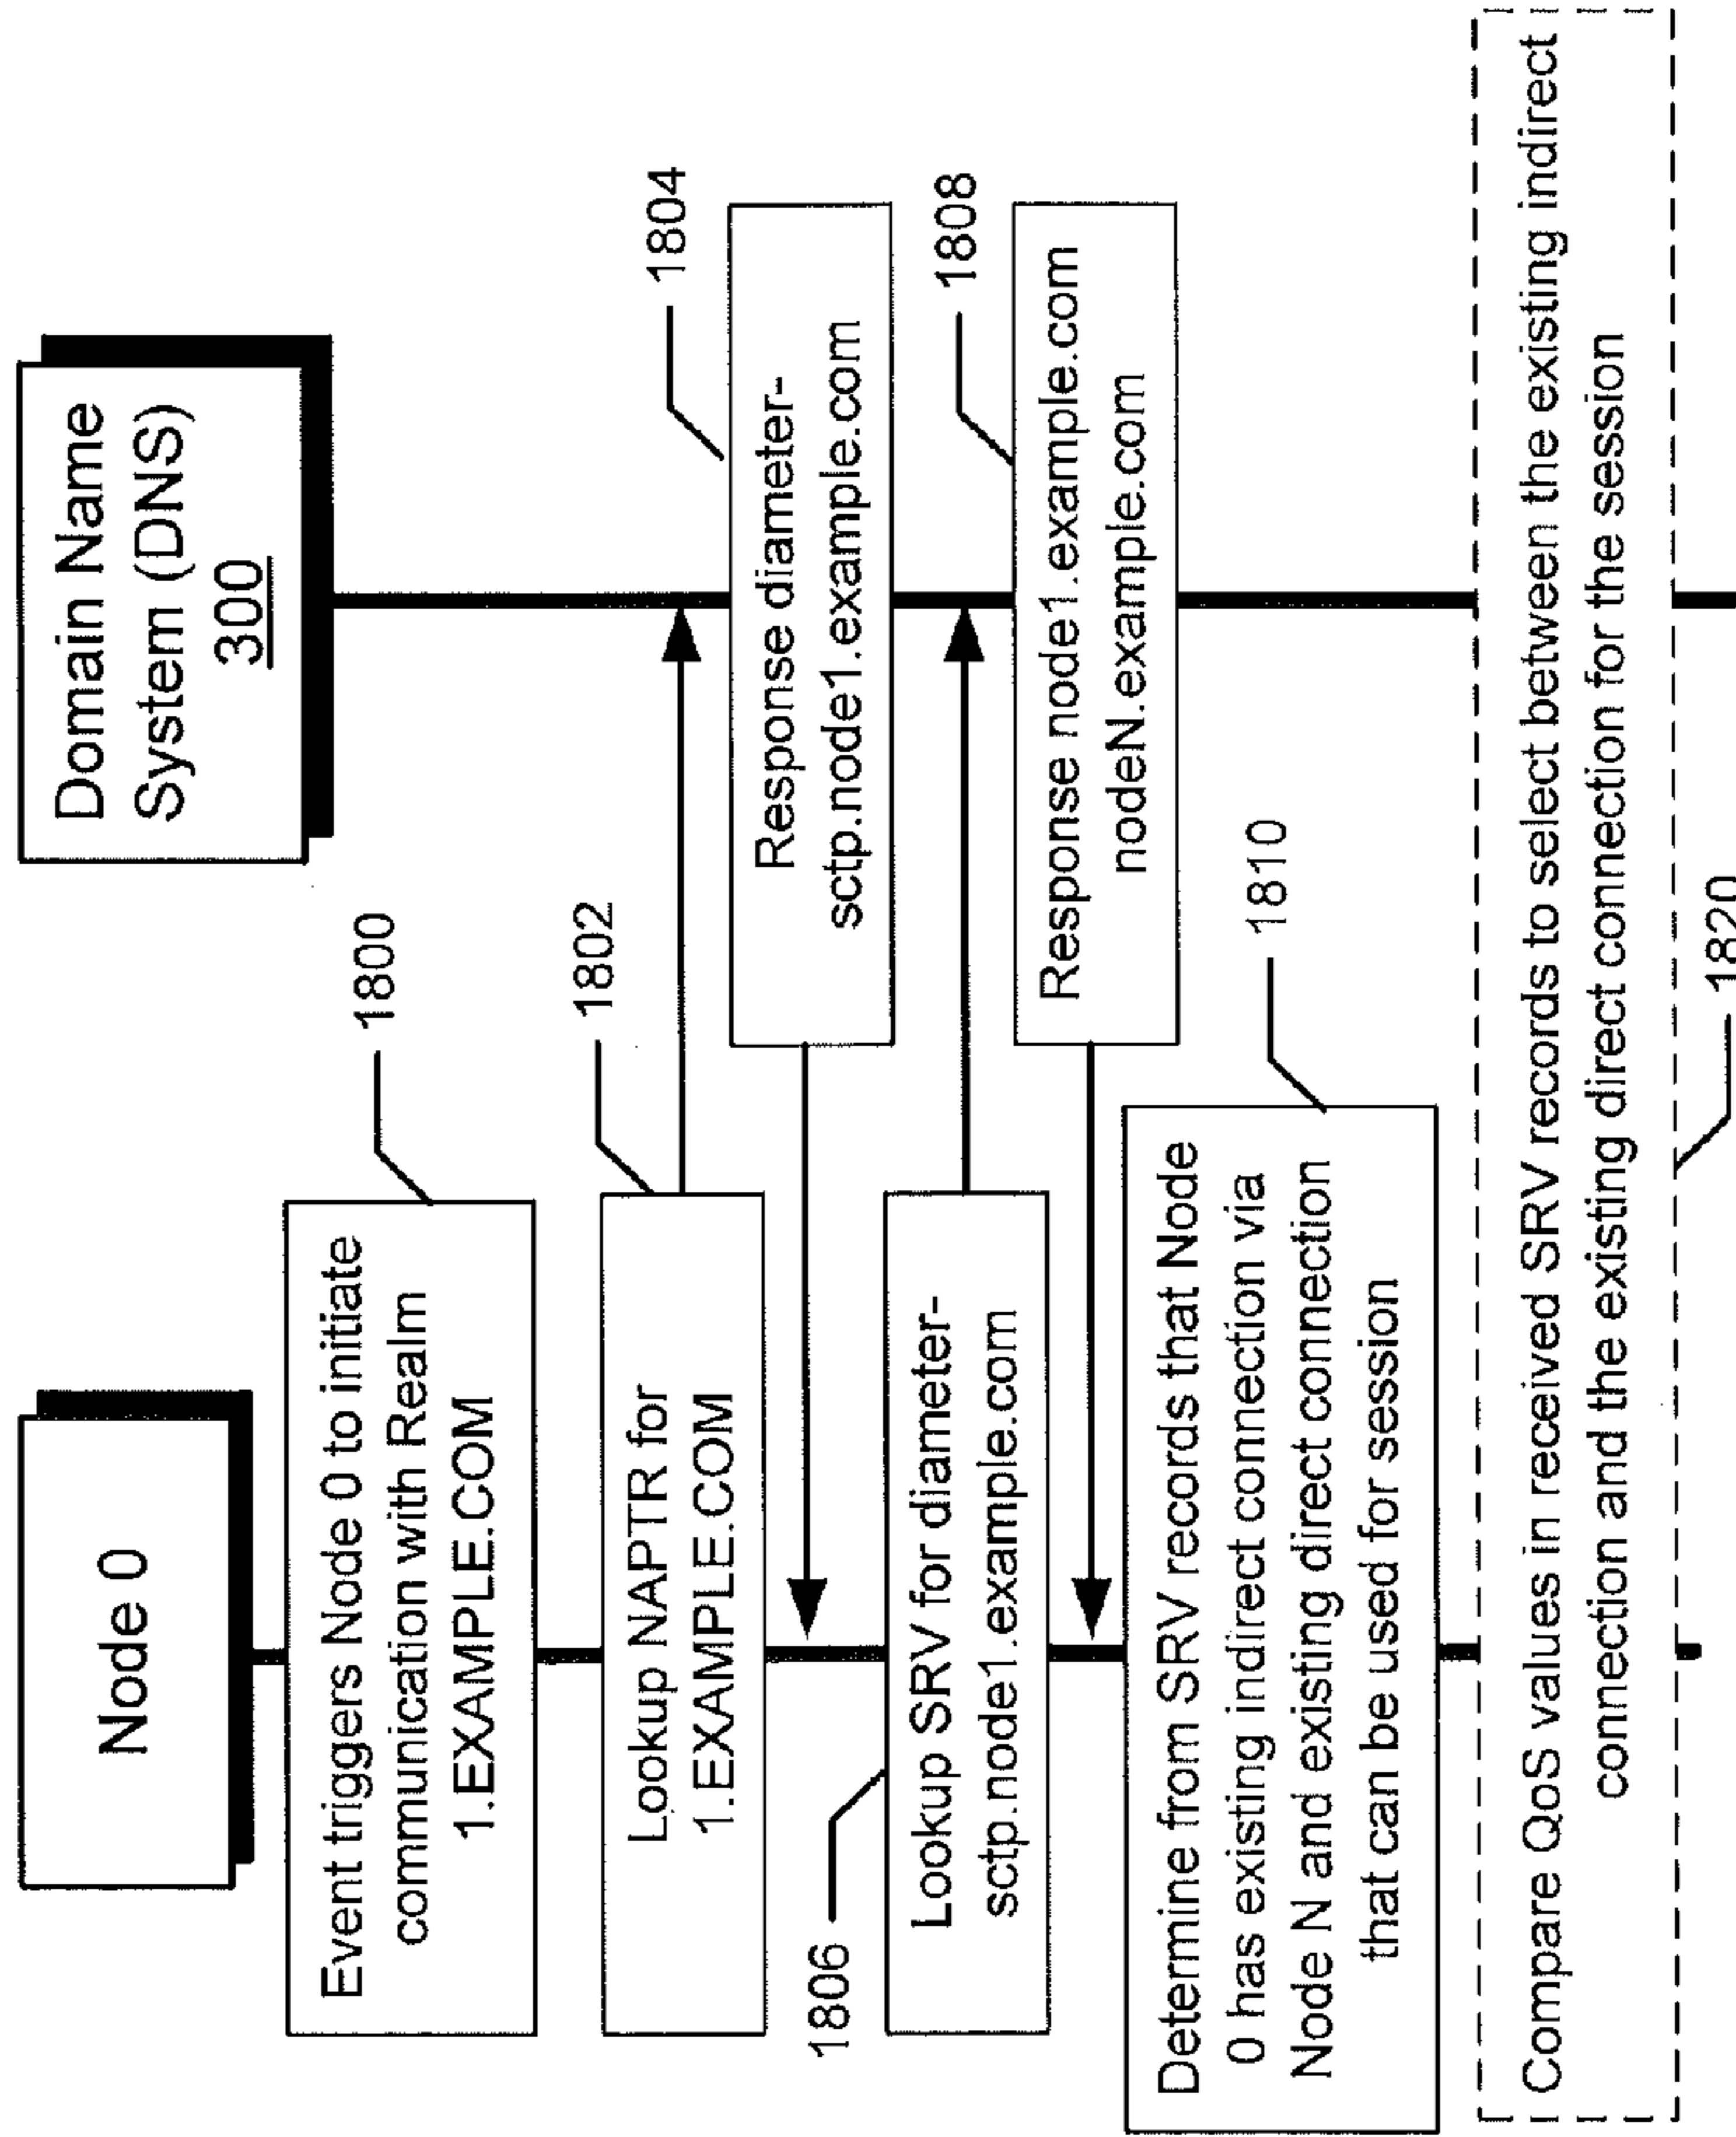 Node 0
Domain Name
System (DNS)
300
Event triggers Node 0 to initiate
communication with Realm
1.EXAMPLE.COM
1800
Lookup NAPTR for
1.EXAMPLE.COM
1802
Response diameter-
sctp.node1.example.com
1804
Lookup SRV for diameter-
sctp.node1.example.com
1806
Response node1.example.com
nodeN.example.com
1808
Determine from SRV records that Node
0 has existing indirect connection via
Node N and existing direct connection
that can be used for session
1810
Compare QoS values in received SRV records to select between the existing indirect
connection and the existing direct connection for the session
1820